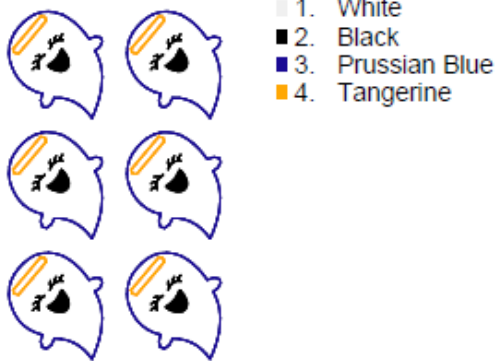 1. White
2. Black
3. Prussian Blue
4. Tangerine